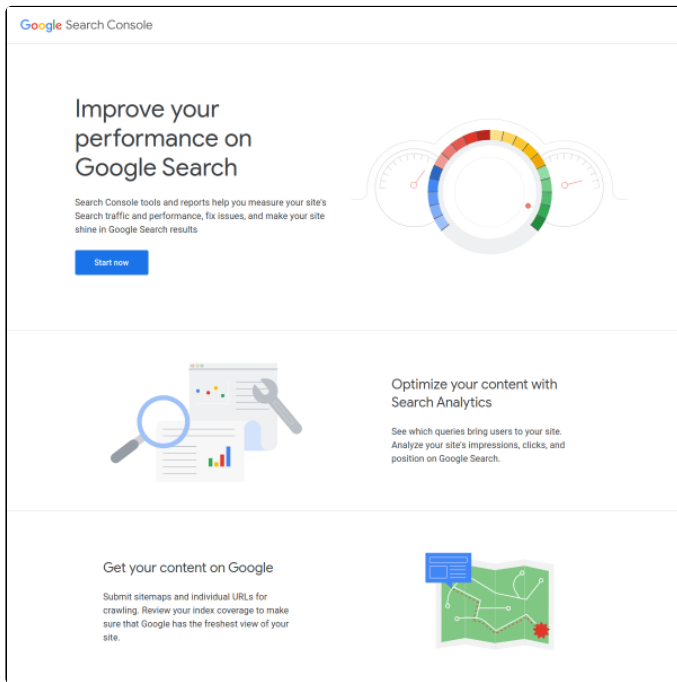 Google Search Console
Improve your
performance on
Google Search
Search Console tools and reports help you measure your site's
Search traffic and performance, fix issues, and make your site
shine in Google Search results
Start now
Optimize your content with
Search Analytics
See which queries bring users to your site.
Analyze your site's impressions, clicks, and
position on Google Search.
Get your content on Google
Submit sitemaps and individual URLs for
crawling. Review your index coverage to make
sure that Google has the freshest view of your
site.